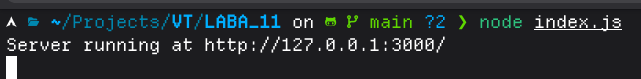 ~/Projects/VT/LABA_11 on main ?2 ❯ node index.js
Server running at http://127.0.0.1:3000/